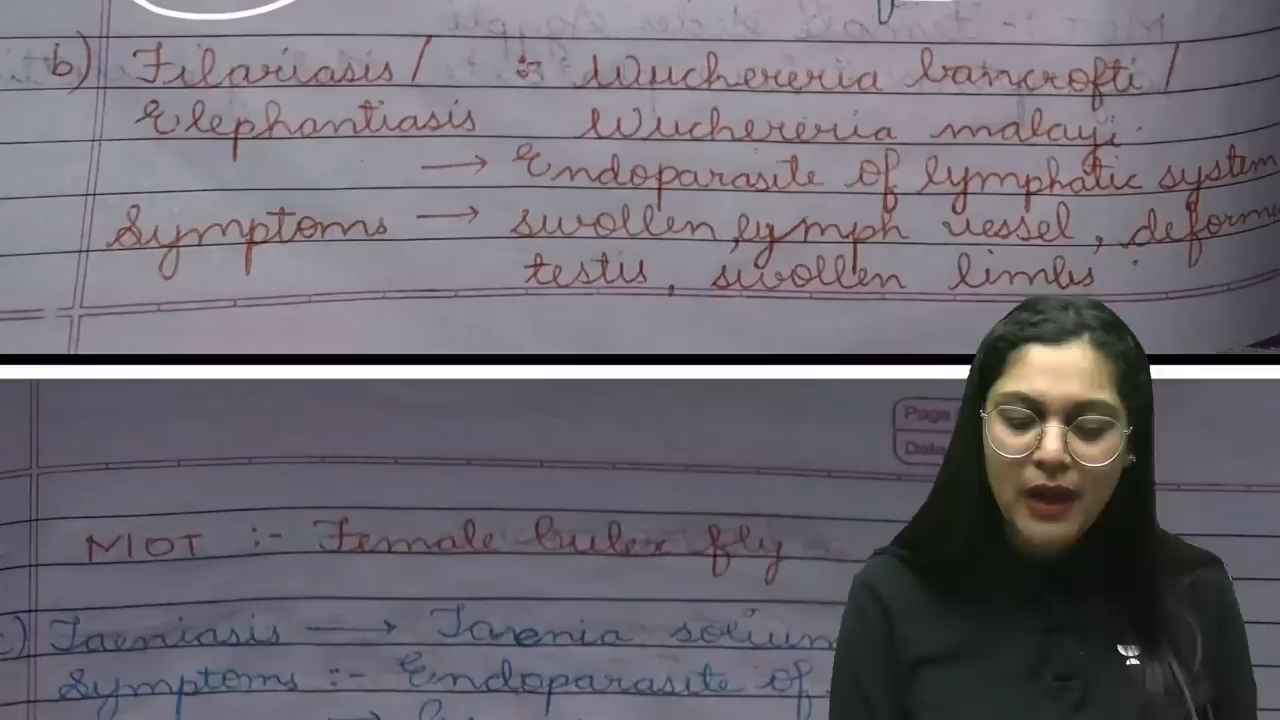 b) Filariasis / :- Wuchereria bancrofti /
Elephantiasis Wuchereria malayi.
→ Endoparasite of lymphatic system
Symptoms → swollen, lymph vessel, deform
testis, swollen limbs
Page
Date
MOT :- Female Culex fly
) Taeniasis → Taenia solium
Symptoms :- Endoparasite of